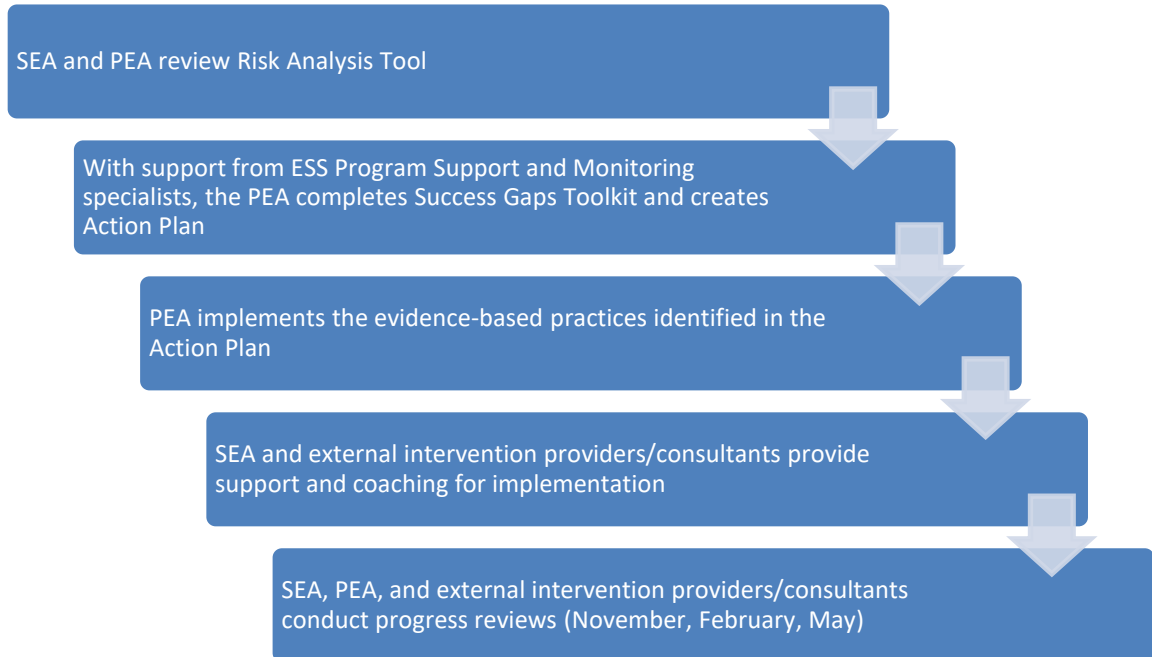 SEA and PEA review Risk Analysis Tool
With support from ESS Program Support and Monitoring
specialists, the PEA completes Success Gaps Toolkit and creates
Action Plan
PEA implements the evidence-based practices identified in the
Action Plan
SEA and external intervention providers/consultants provide
support and coaching for implementation
SEA, PEA, and external intervention providers/consultants
conduct progress reviews (November, February, May)